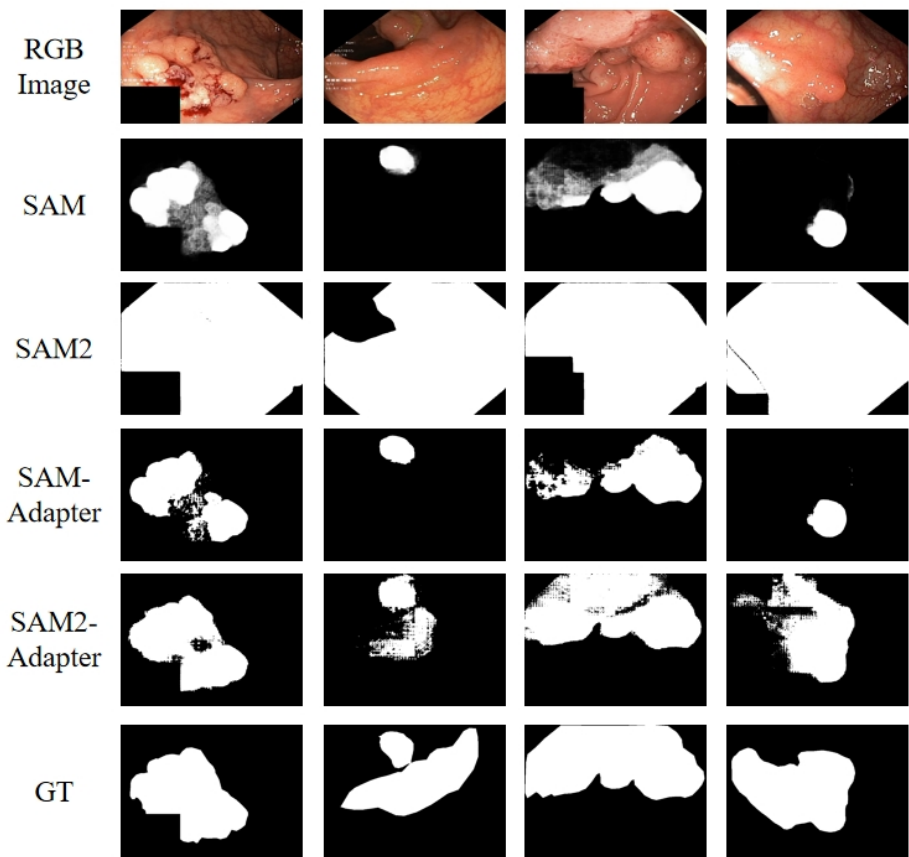 RGB
Image
SAM
SAM2
SAM-
Adapter
SAM2-
Adapter
GT